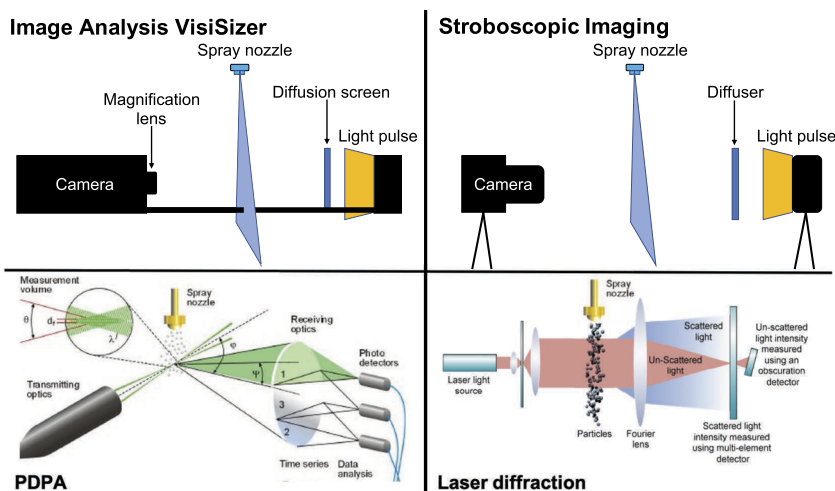 Image Analysis VisiSizer
Spray nozzle
Magnification
lens
Diffusion screen
Light pulse
Camera
Stroboscopic Imaging
Spray nozzle
Diffuser
Light pulse
Camera
Measurement
volume
θ
df
λ
Spray
nozzle
φ
Ψ
Receiving
optics
1
3
2
Photo
detectors
Transmitting
optics
Time series
Data
analysis
PDPA
Spray
nozzle
Scattered
light
Un-Scattered
light
Un-scattered
light intensity
measured
using an
obscuration
detector
Laser light
source
Particles
Fourier
lens
Scattered light
intensity measured
using multi-element
detector
Laser diffraction